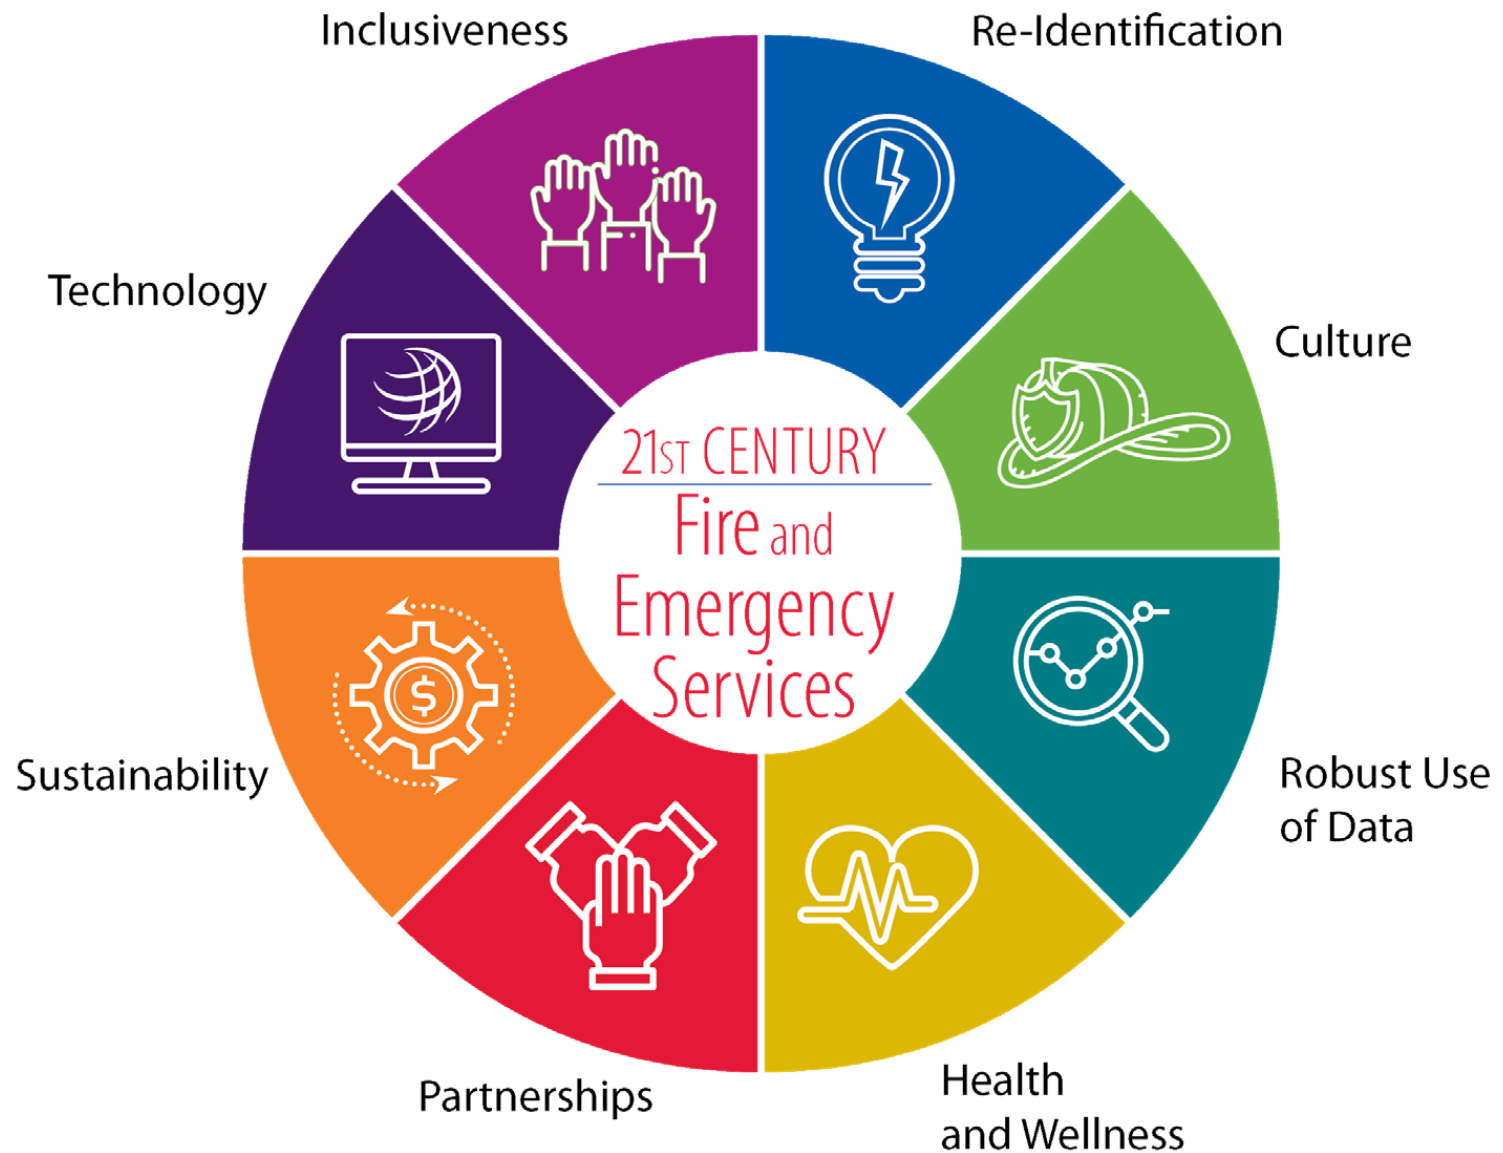 Inclusiveness
Re-Identification
Technology
Culture
21ST CENTURY
Fire and
Emergency
Services
$
Sustainability
Robust Use
of Data
Partnerships
Health
and Wellness